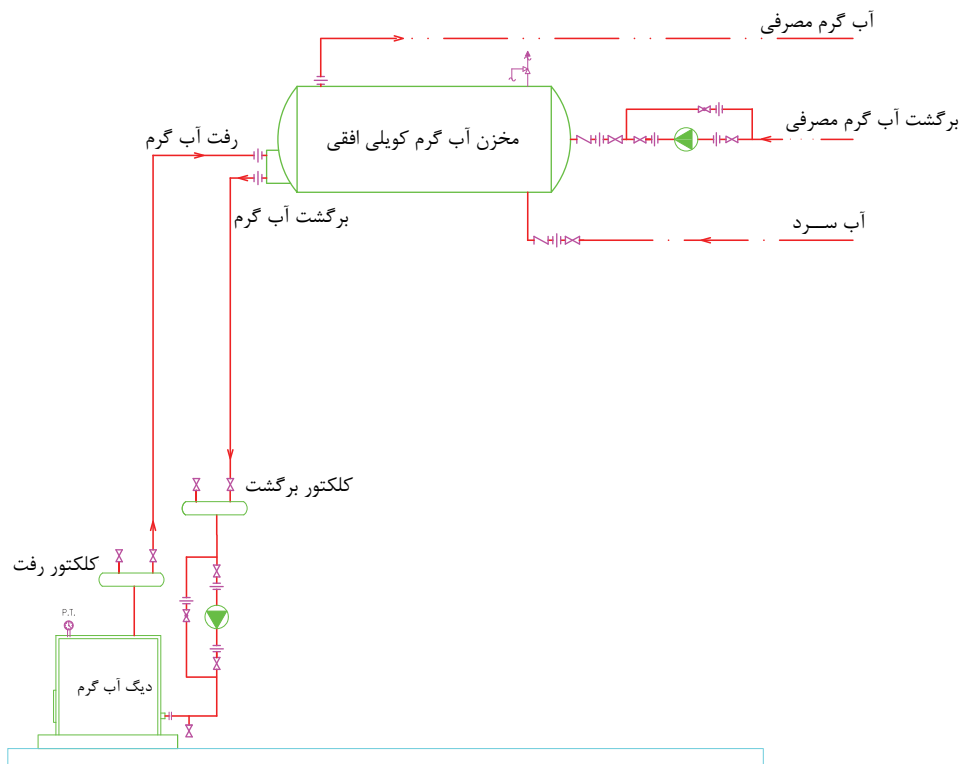 آب گرم مصرفی
مخزن آب گرم کویلی افقی
برگشت آب گرم مصرفی
رفت آب گرم
برگشت آب گرم
آب ســرد
کلکتور برگشت
کلکتور رفت
P.T.
دیگ آب گرم